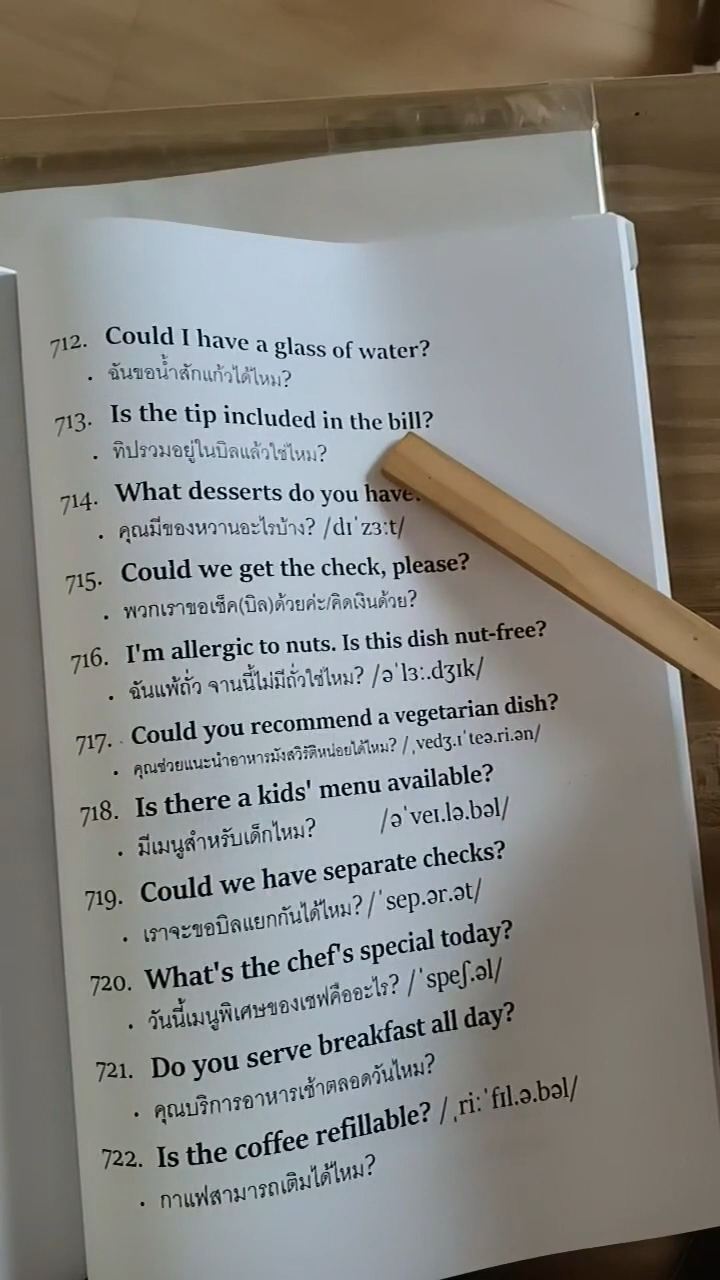 712. Could I have a glass of water?
• ฉันขอน้ำสักแก้วได้ไหม?
713. Is the tip included in the bill?
• ทิปรวมอยู่ในบิลแล้วใช่ไหม?
714. What desserts do you have?
• คุณมีของหวานอะไรบ้าง? /dɪˈzɜːt/
715. Could we get the check, please?
• พวกเราขอเช็ค(บิล)ด้วยค่ะ/คิดเงินด้วย?
716. I'm allergic to nuts. Is this dish nut-free?
• ฉันแพ้ถั่ว จานนี้ไม่มีถั่วใช่ไหม? /əˈlɜː.dʒɪk/
717. Could you recommend a vegetarian dish?
• คุณช่วยแนะนำอาหารมังสวิรัติหน่อยได้ไหม? /ˌvedʒ.ɪˈteə.ri.ən/
718. Is there a kids' menu available?
• มีเมนูสำหรับเด็กไหม? /əˈveɪ.lə.bəl/
719. Could we have separate checks?
• เราจะขอบิลแยกกันได้ไหม? /ˈsep.ər.ət/
720. What's the chef's special today?
• วันนี้เมนูพิเศษของเชฟคืออะไร? /ˈspeʃ.əl/
721. Do you serve breakfast all day?
• คุณบริการอาหารเช้าตลอดวันไหม?
722. Is the coffee refillable? /ˌriːˈfɪl.ə.bəl/
• กาแฟสามารถเติมได้ไหม?